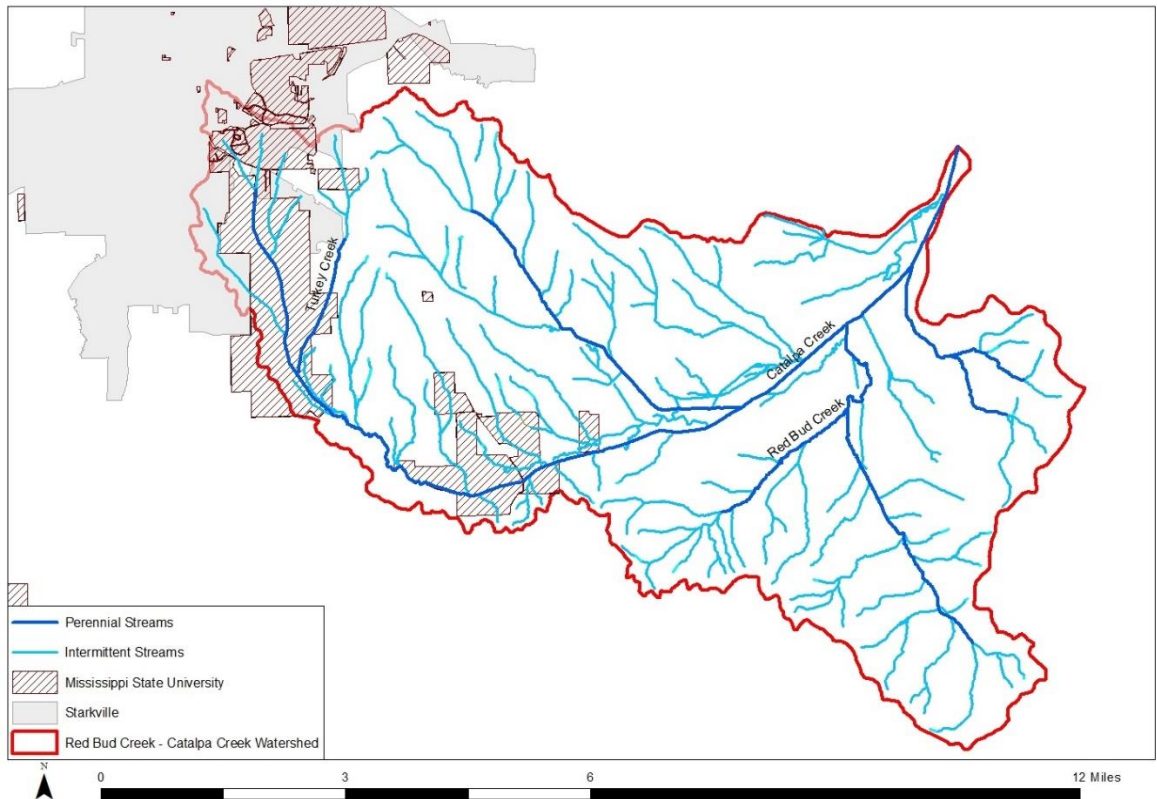 Turkey Creek
Catalpa Creek
Red Bud Creek
Perennial Streams
Intermittent Streams
Mississippi State University
Starkville
Red Bud Creek - Catalpa Creek Watershed
N
0 3 6 12 Miles